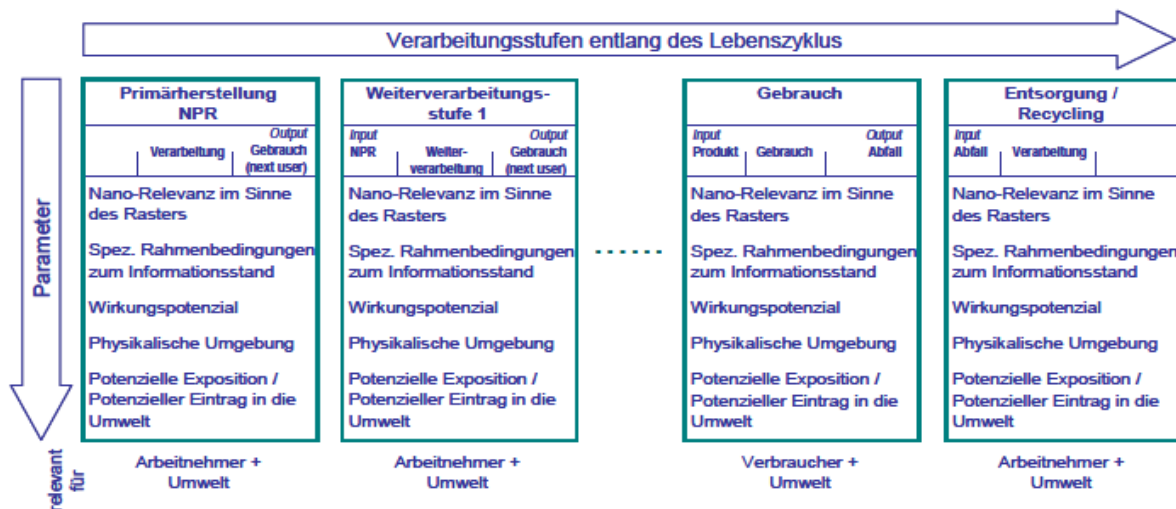 Verarbeitungsstufen entlang des Lebenszyklus
Parameter
relevant
für
Primärherstellung
NPR
Output
Verarbeitung
Gebrauch
(next user)
Nano-Relevanz im Sinne
des Rasters
Spez. Rahmenbedingungen
zum Informationsstand
Wirkungspotenzial
Physikalische Umgebung
Potenzielle Exposition /
Potenzieller Eintrag in die
Umwelt
Arbeitnehmer +
Umwelt
Weiterverarbeitungs-
stufe 1
Input
Output
NPR
Weiter-
verarbeitung
Gebrauch
(next user)
Nano-Relevanz im Sinne
des Rasters
Spez. Rahmenbedingungen
zum Informationsstand
Wirkungspotenzial
Physikalische Umgebung
Potenzielle Exposition /
Potenzieller Eintrag in die
Umwelt
Arbeitnehmer +
Umwelt
......
Gebrauch
Input
Output
Produkt
Gebrauch
Abfall
Nano-Relevanz im Sinne
des Rasters
Spez. Rahmenbedingungen
zum Informationsstand
Wirkungspotenzial
Physikalische Umgebung
Potenzielle Exposition /
Potenzieller Eintrag in die
Umwelt
Verbraucher +
Umwelt
Entsorgung /
Recycling
Input
Abfall
Verarbeitung
Nano-Relevanz im Sinne
des Rasters
Spez. Rahmenbedingungen
zum Informationsstand
Wirkungspotenzial
Physikalische Umgebung
Potenzielle Exposition /
Potenzieller Eintrag in die
Umwelt
Arbeitnehmer +
Umwelt